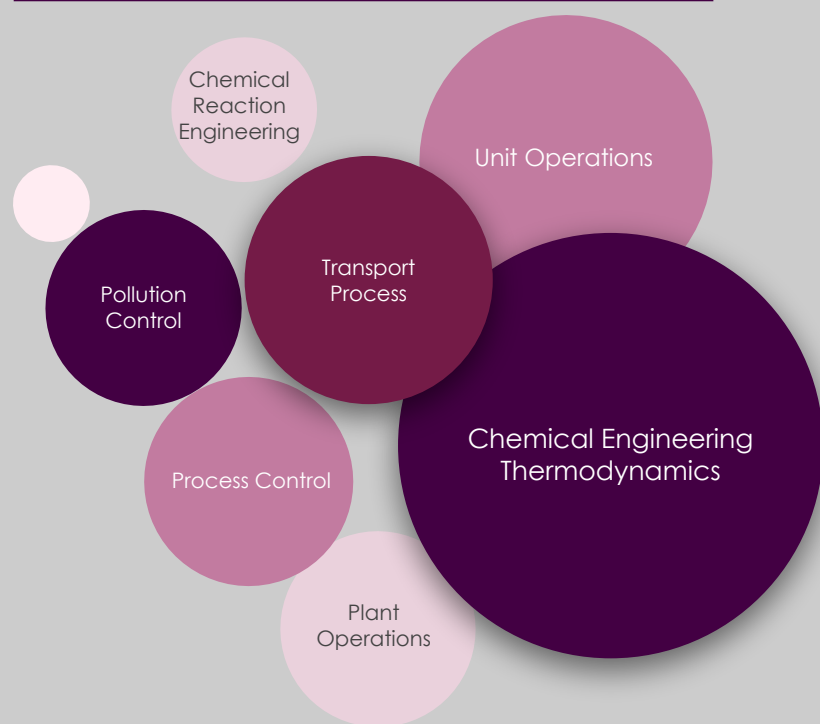 Chemical
Reaction
Engineering
Unit Operations
Transport
Process
Pollution
Control
Chemical Engineering
Thermodynamics
Process Control
Plant
Operations